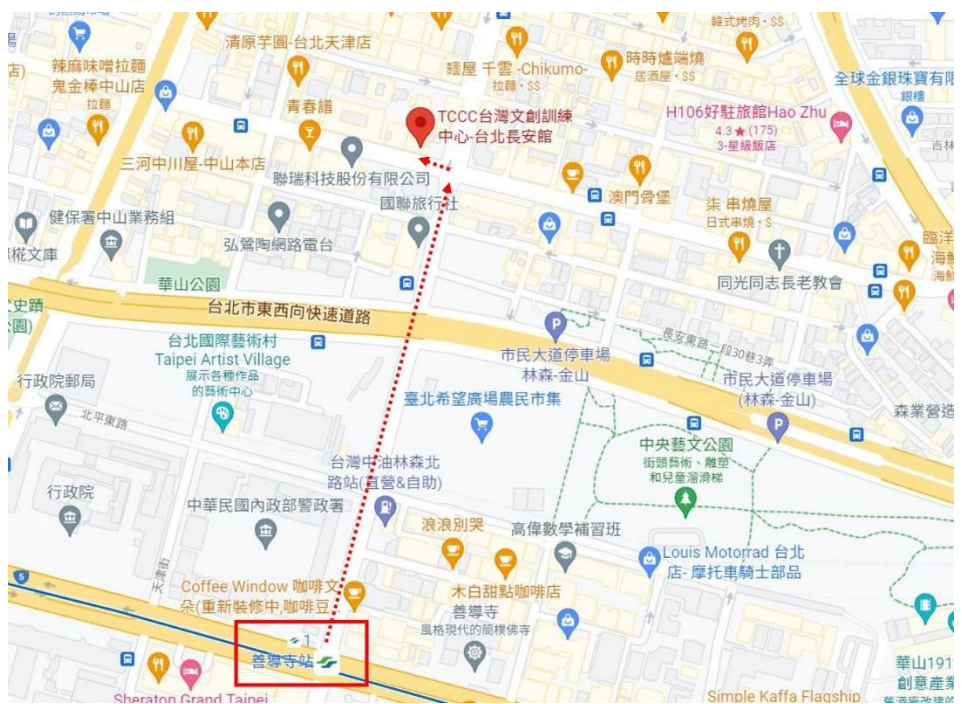 清原芋圓-台北天津店
韓式烤肉・$$
辣麻味噌拉麵
鬼金棒中山店
拉麵
麵屋 千雲 -Chikumo-
拉麵・$$
時時爐端燒
居酒屋・$$
全球金銀珠寶有限
銀樓
青春譜
TCCC台灣文創訓練
中心-台北長安館
H106好駐旅館Hao Zhu
4.3★ (175)
3-星級飯店
吉林
三河中川屋-中山本店
聯瑞科技股份有限公司
澳門骨堡
國聯旅行社
柒 串燒屋
日式串燒・$
健保署中山業務組
弘鶯陶網路電台
臨洋
海鮮
同光同志長老教會
華山公園
台北市東西向快速道路
台北國際藝術村
Taipei Artist Village
展示各種作品
的藝術中心
市民大道停車場
林森-金山
長安東路一段30巷3弄
市民大道停車場
(林森-金山)
行政院郵局
北平東路
臺北希望廣場農民市集
森業營造
中央藝文公園
街頭藝術、雕塑
和兒童溜滑梯
台灣中油林森北
路站(直營&自助)
行政院
中華民國內政部警政署
浪浪別哭
高偉數學補習班
Louis Motorrad 台北
店- 摩托車騎士部品
天津街
5
Coffee Window 咖啡文
朵(重新裝修中,咖啡豆
木白甜點咖啡店
善導寺
風格現代的簡樸佛寺
1
善導寺站
華山191
創意產業
Sheraton Grand Taipei
Simple Kaffa Flagship